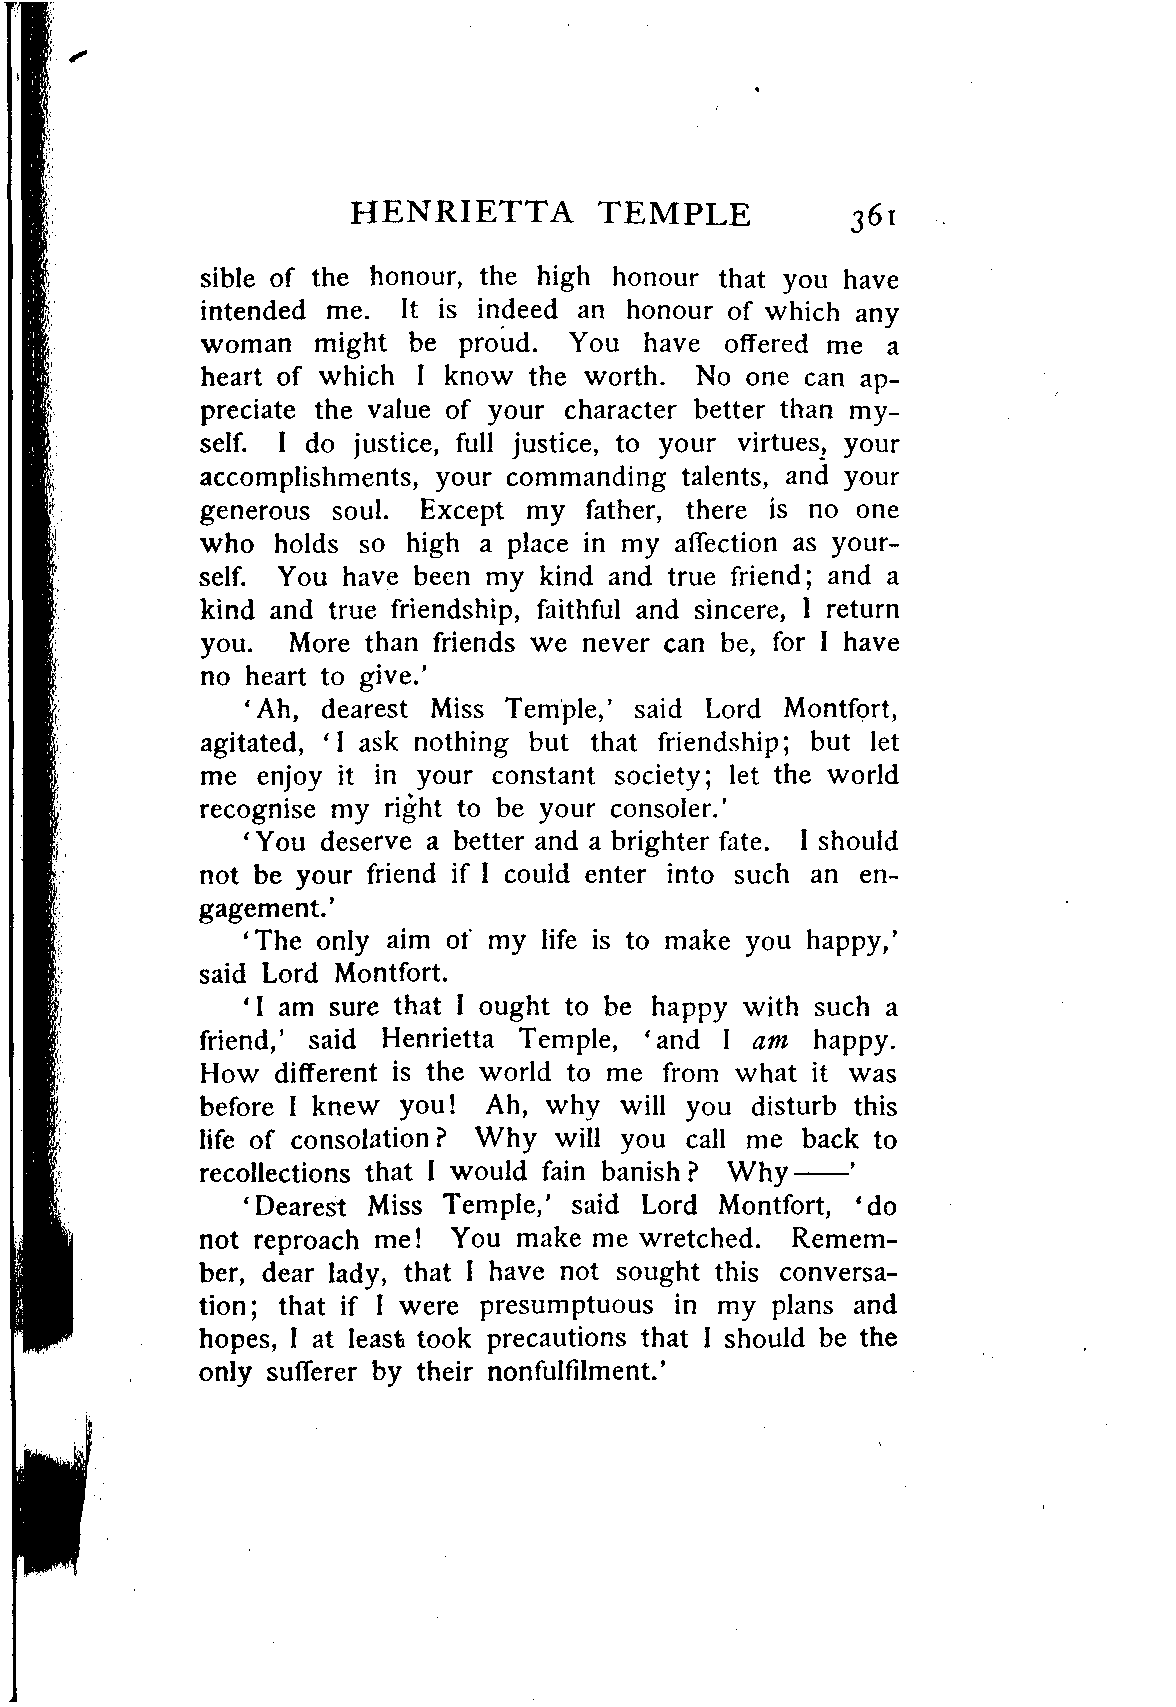 HENRIETTA TEMPLE 361
sible of the honour, the high honour that you have
intended me. It is indeed an honour of which any
woman might be proud. You have offered me a
heart of which I know the worth. No one can ap-
preciate the value of your character better than my-
self. I do justice, full justice, to your virtues, your
accomplishments, your commanding talents, and your
generous soul. Except my father, there is no one
who holds so high a place in my affection as your-
self. You have been my kind and true friend; and a
kind and true friendship, faithful and sincere, I return
you. More than friends we never can be, for I have
no heart to give.'
'Ah, dearest Miss Temple,' said Lord Montfort,
agitated, 'I ask nothing but that friendship; but let
me enjoy it in your constant society; let the world
recognise my right to be your consoler.'
'You deserve a better and a brighter fate. I should
not be your friend if I could enter into such an en-
gagement.'
'The only aim of my life is to make you happy,'
said Lord Montfort.
'I am sure that I ought to be happy with such a
friend,' said Henrietta Temple, 'and I am happy.
How different is the world to me from what it was
before I knew you! Ah, why will you disturb this
life of consolation? Why will you call me back to
recollections that I would fain banish? Why——'
'Dearest Miss Temple,' said Lord Montfort, 'do
not reproach me! You make me wretched. Remem-
ber, dear lady, that I have not sought this conversa-
tion; that if I were presumptuous in my plans and
hopes, I at least took precautions that I should be the
only sufferer by their nonfulfilment.'